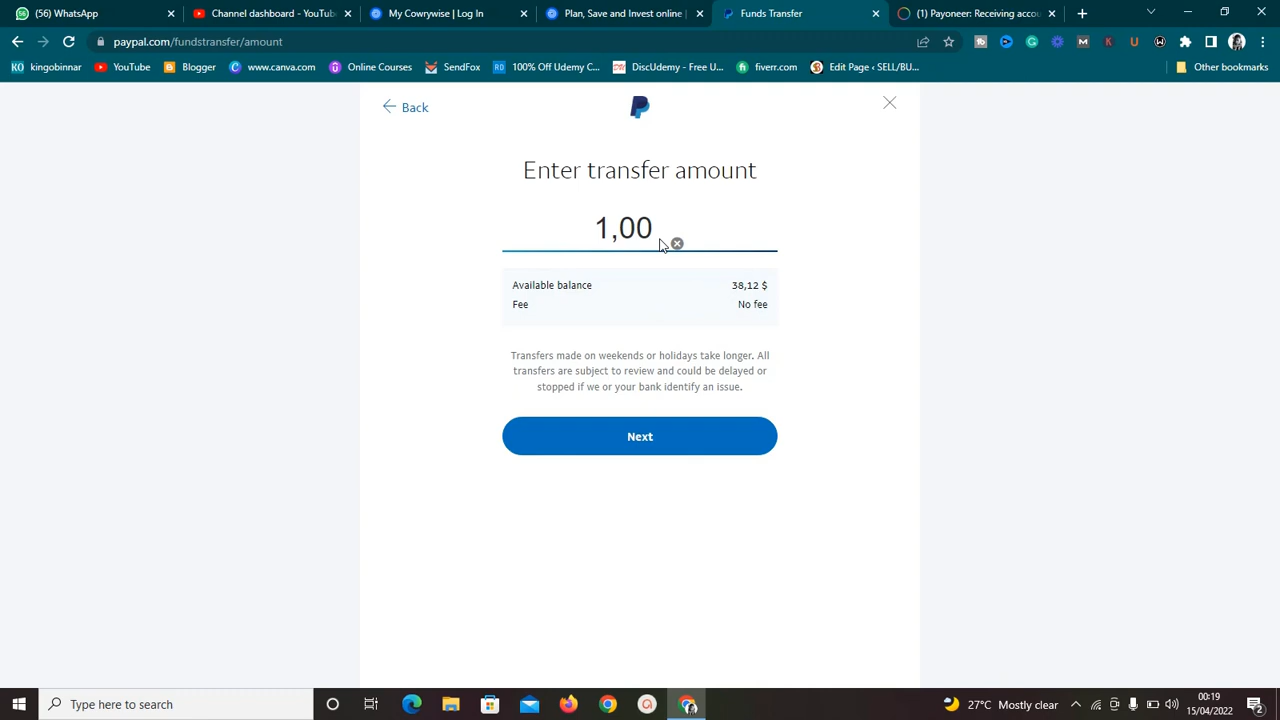 (56) WhatsApp
Channel dashboard - YouTub
My Cowrywise | Log In
Plan, Save and Invest online |
Funds Transfer
(1) Payoneer: Receiving accou
paypal.com/fundstransfer/amount
kingobinnar
YouTube
Blogger
www.canva.com
Online Courses
SendFox
100% Off Udemy C...
DiscUdemy - Free U...
fiverr.com
Edit Page ‹ SELL/BU...
Other bookmarks
Back
Enter transfer amount
1,00
Available balance 38,12 $
Fee No fee
Transfers made on weekends or holidays take longer. All
transfers are subject to review and could be delayed or
stopped if we or your bank identify an issue.
Next
Type here to search
27°C Mostly clear
00:19
15/04/2022
2